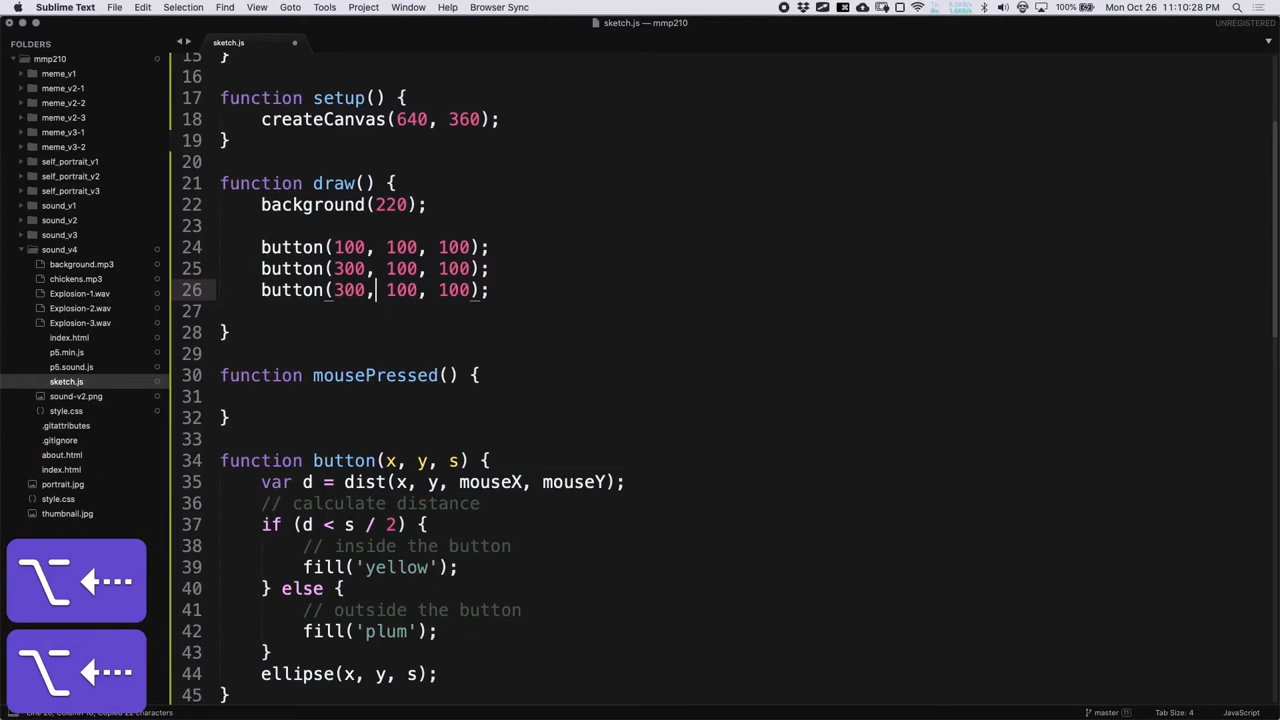 Sublime Text File Edit Selection Find View Goto Tools Project Window Help Browser Sync 100% Mon Oct 26 11:10:28 PM
sketch.js — mmp210 UNREGISTERED
FOLDERS
mmp210
meme_v1
meme_v2-1
meme_v2-2
meme_v2-3
meme_v3-1
meme_v3-2
self_portrait_v1
self_portrait_v2
self_portrait_v3
sound_v1
sound_v2
sound_v3
sound_v4
background.mp3
chickens.mp3
Explosion-1.wav
Explosion-2.wav
Explosion-3.wav
index.html
p5.min.js
p5.sound.js
sketch.js
sound-v2.png
style.css
.gitattributes
.gitignore
about.html
index.html
portrait.jpg
style.css
thumbnail.jpg
sketch.js
15 }
16
17 function setup() {
18 createCanvas(640, 360);
19 }
20
21 function draw() {
22 background(220);
23
24 button(100, 100, 100);
25 button(300, 100, 100);
26 button(300, 100, 100);
27
28 }
29
30 function mousePressed() {
31
32 }
33
34 function button(x, y, s) {
35 var d = dist(x, y, mouseX, mouseY);
36 // calculate distance
37 if (d < s / 2) {
38 // inside the button
39 fill('yellow');
40 } else {
41 // outside the button
42 fill('plum');
43 }
44 ellipse(x, y, s);
45 }
Copied 22 characters master 11 Tab Size: 4 JavaScript